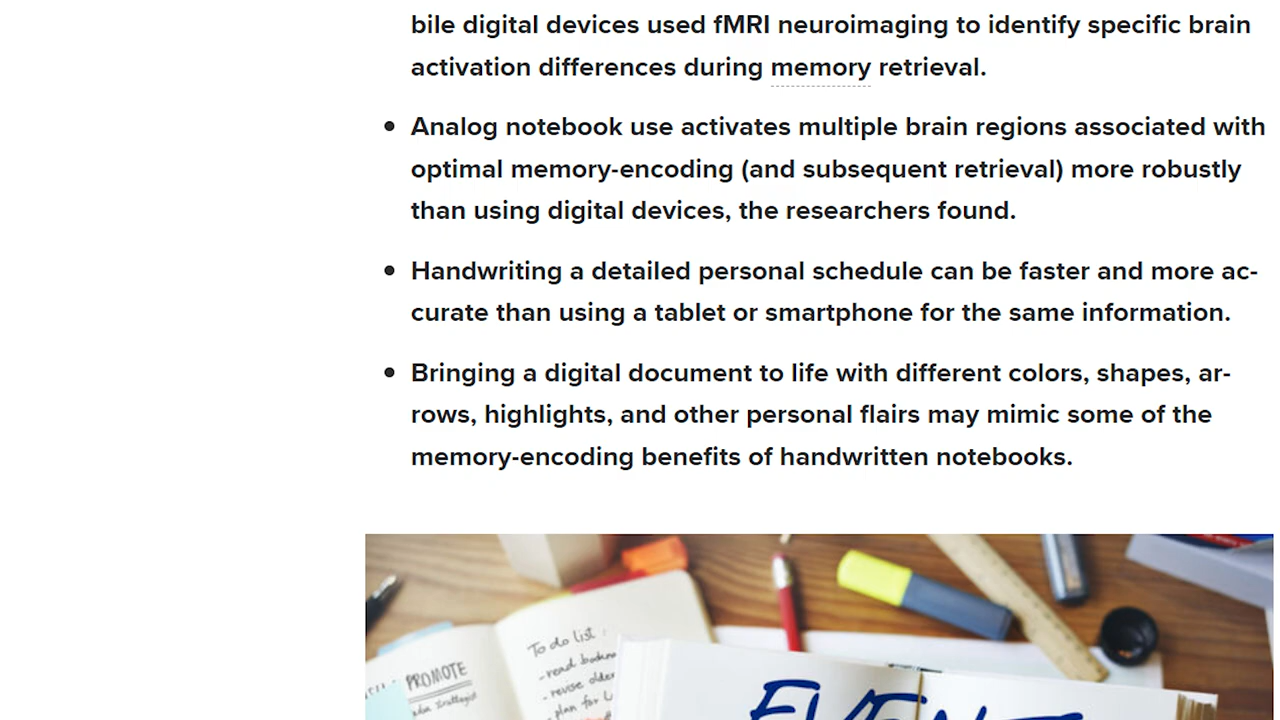 bile digital devices used fMRI neuroimaging to identify specific brain
activation differences during memory retrieval.
Analog notebook use activates multiple brain regions associated with
optimal memory-encoding (and subsequent retrieval) more robustly
than using digital devices, the researchers found.
Handwriting a detailed personal schedule can be faster and more ac-
curate than using a tablet or smartphone for the same information.
Bringing a digital document to life with different colors, shapes, ar-
rows, highlights, and other personal flairs may mimic some of the
memory-encoding benefits of handwritten notebooks.
To do list :
PROMOTE
- revise older
- plan for